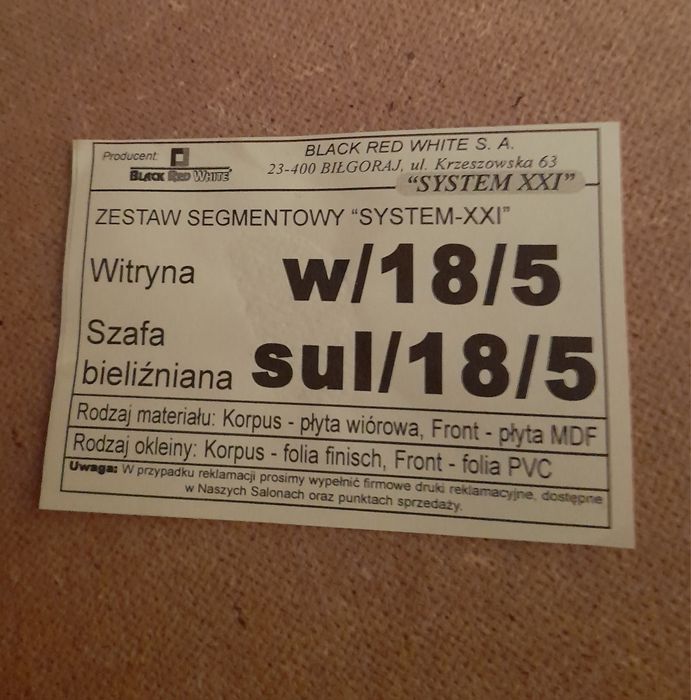 Producent:
BLACK RED WHITE
BLACK RED WHITE S. A.
23-400 BIŁGORAJ, ul. Krzeszowska 63
“SYSTEM XXI”
ZESTAW SEGMENTOWY “SYSTEM-XXI”
Witryna w/18/5
Szafa
bieliźniana sul/18/5
Rodzaj materiału: Korpus - płyta wiórowa, Front - płyta MDF
Rodzaj okleiny: Korpus - folia finisch, Front - folia PVC
Uwaga: W przypadku reklamacji prosimy wypełnić firmowe druki reklamacyjne, dostępne
w Naszych Salonach oraz punktach sprzedaży.